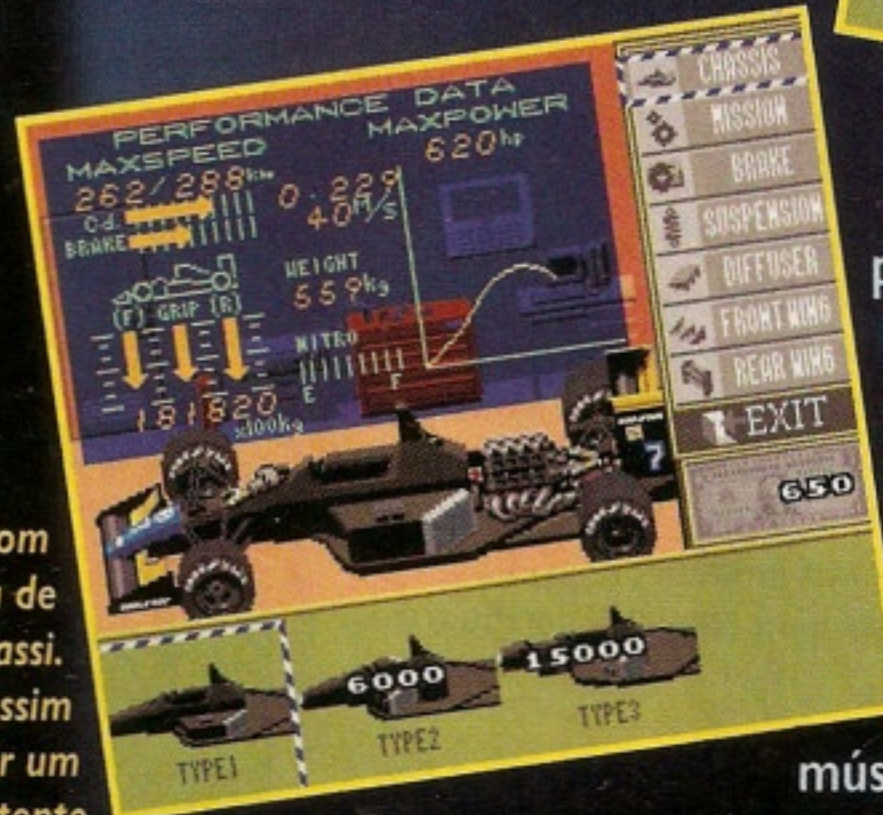 PERFORMANCE DATA
MAXSPEED
MAXPOWER
262/288km
620hp
0.229
40M/S
Cd.
BRAKE
WEIGHT
559kg
(F) GRIP (R)
NITRO
E F
181820
x100kg
CHASSIS
MISSION
BRAKE
SUSPENSION
DIFFUSER
FRONT WING
REAR WING
EXIT
650
7
6000
15000
TYPE1
TYPE2
TYPE3
om
de
assi.
ssim
r um
tente
p
mús